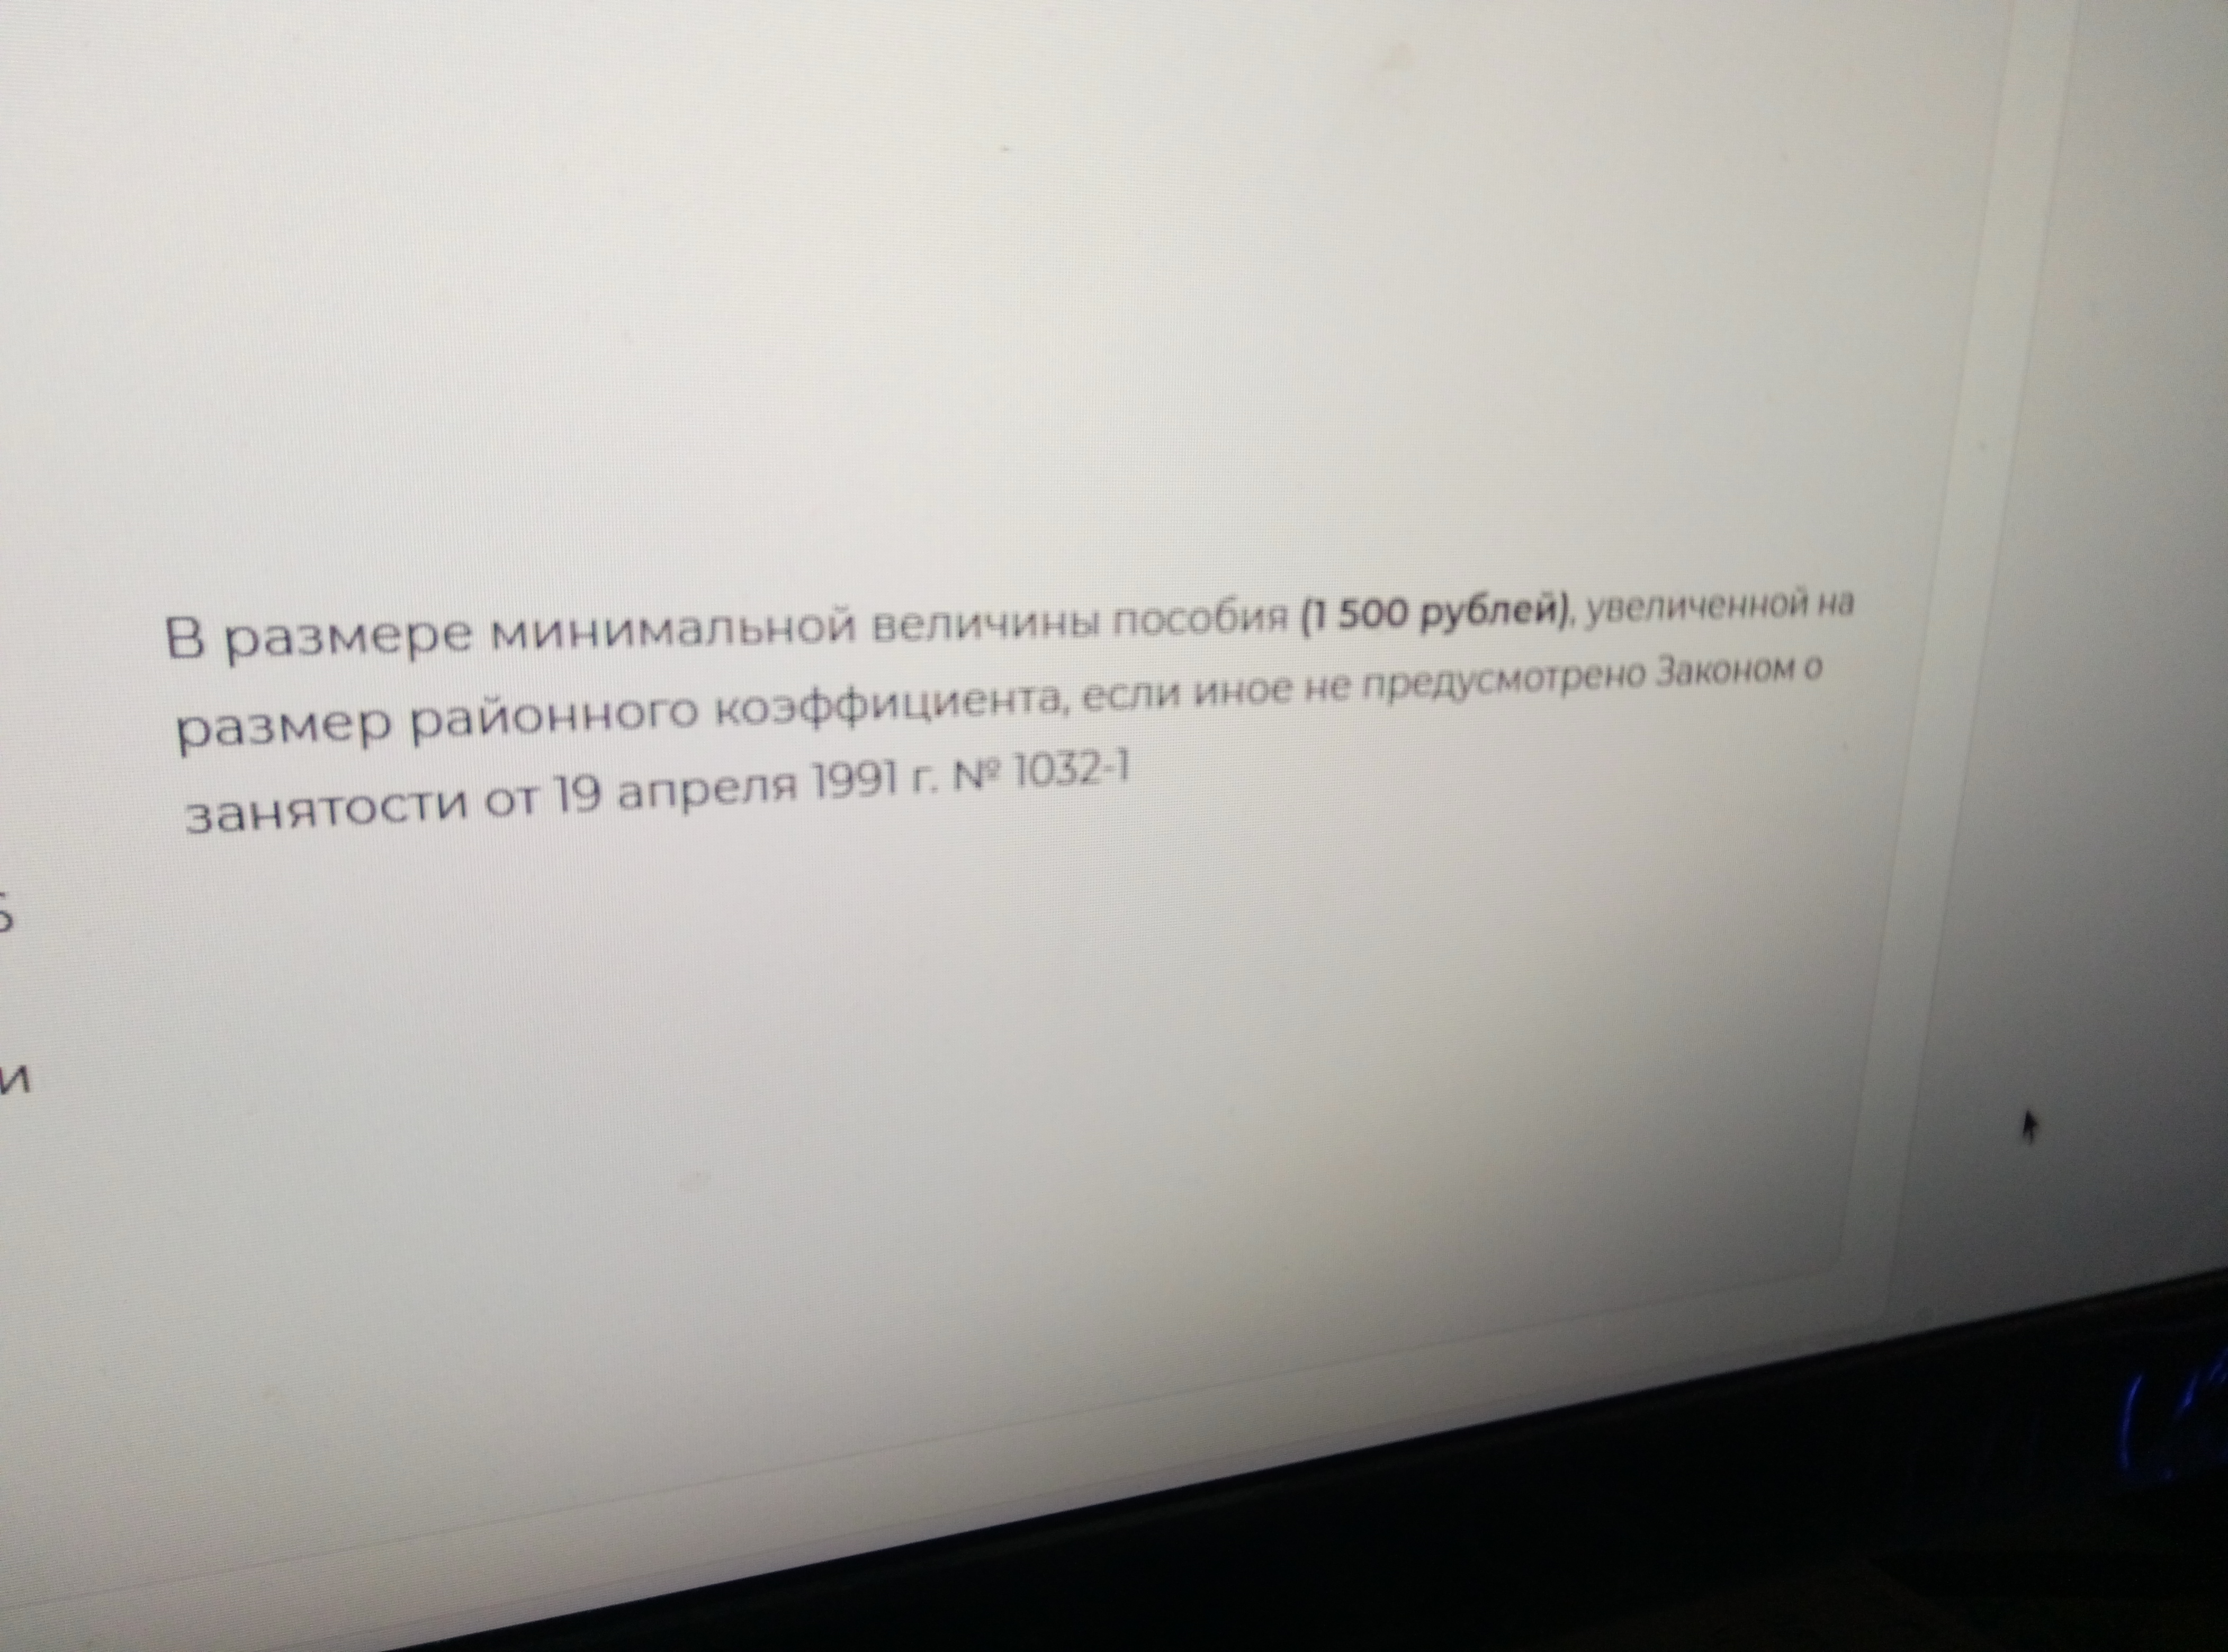 В размере минимальной величины пособия (1 500 рублей), увеличенной на
размер районного коэффициента, если иное не предусмотрено Законом о
занятости от 19 апреля 1991 г. № 1032-1
и